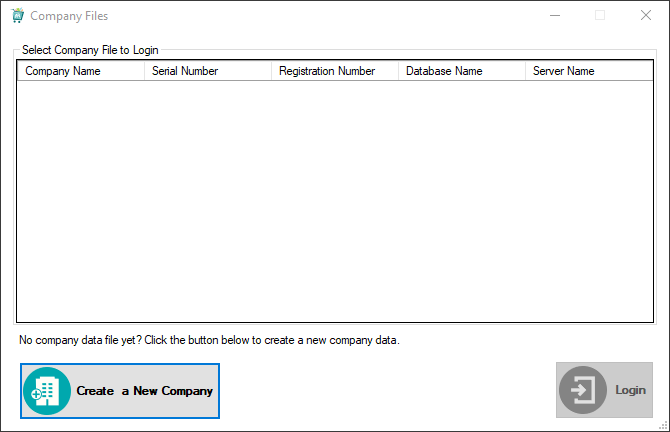 Company Files
Select Company File to Login
Company Name Serial Number Registration Number Database Name Server Name
No company data file yet? Click the button below to create a new company data.
Create a New Company Login